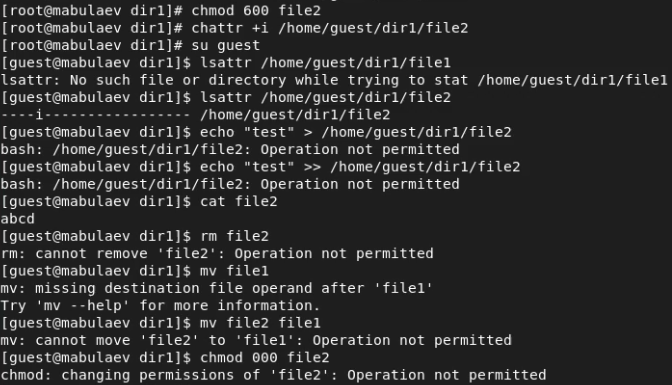 [root@mabulaev dir1]# chmod 600 file2
[root@mabulaev dir1]# chattr +i /home/guest/dir1/file2
[root@mabulaev dir1]# su guest
[guest@mabulaev dir1]$ lsattr /home/guest/dir1/file1
lsattr: No such file or directory while trying to stat /home/guest/dir1/file1
[guest@mabulaev dir1]$ lsattr /home/guest/dir1/file2
----i----------------- /home/guest/dir1/file2
[guest@mabulaev dir1]$ echo "test" > /home/guest/dir1/file2
bash: /home/guest/dir1/file2: Operation not permitted
[guest@mabulaev dir1]$ echo "test" >> /home/guest/dir1/file2
bash: /home/guest/dir1/file2: Operation not permitted
[guest@mabulaev dir1]$ cat file2
abcd
[guest@mabulaev dir1]$ rm file2
rm: cannot remove 'file2': Operation not permitted
[guest@mabulaev dir1]$ mv file1
mv: missing destination file operand after 'file1'
Try 'mv --help' for more information.
[guest@mabulaev dir1]$ mv file2 file1
mv: cannot move 'file2' to 'file1': Operation not permitted
[guest@mabulaev dir1]$ chmod 000 file2
chmod: changing permissions of 'file2': Operation not permitted